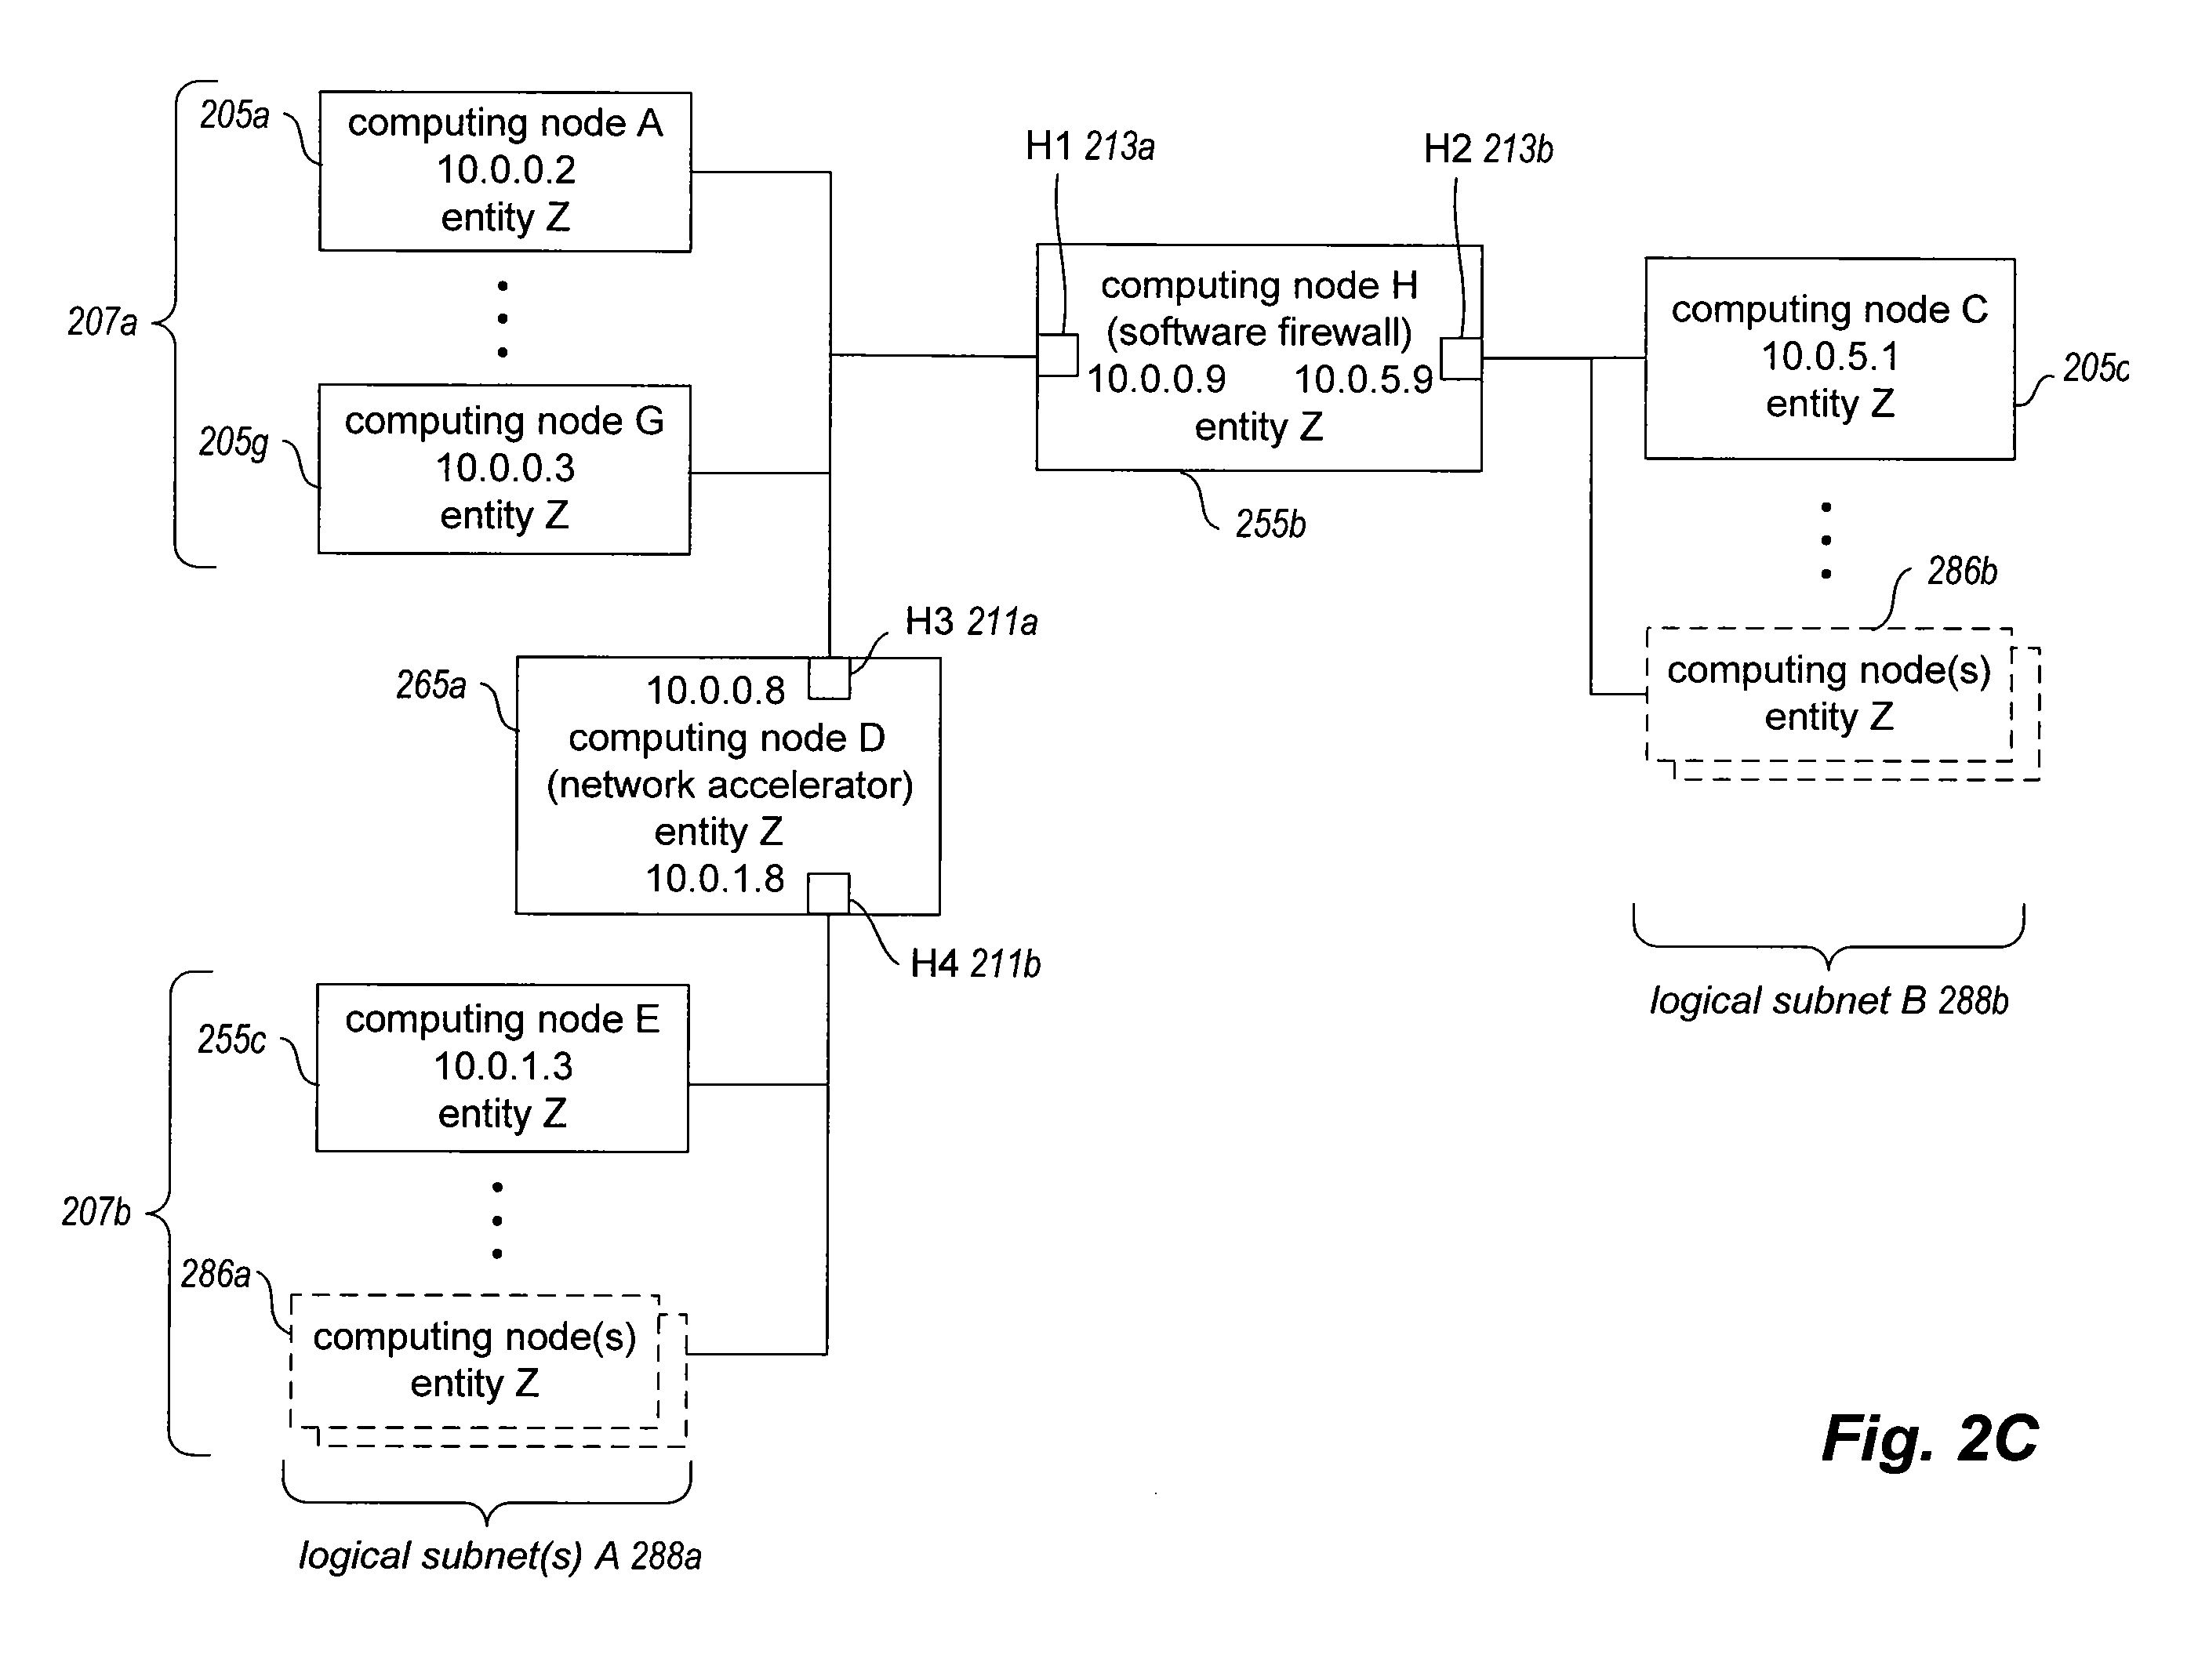 205a
computing node A
10.0.0.2
entity Z
207a
205g
computing node G
10.0.0.3
entity Z
H1 213a
H2 213b
computing node H
(software firewall)
10.0.0.9 10.0.5.9
entity Z
255b
computing node C
10.0.5.1
entity Z
205c
286b
computing node(s)
entity Z
logical subnet B 288b
H3 211a
265a
10.0.0.8
computing node D
(network accelerator)
entity Z
10.0.1.8
H4 211b
255c
computing node E
10.0.1.3
entity Z
207b
286a
computing node(s)
entity Z
logical subnet(s) A 288a
Fig. 2C